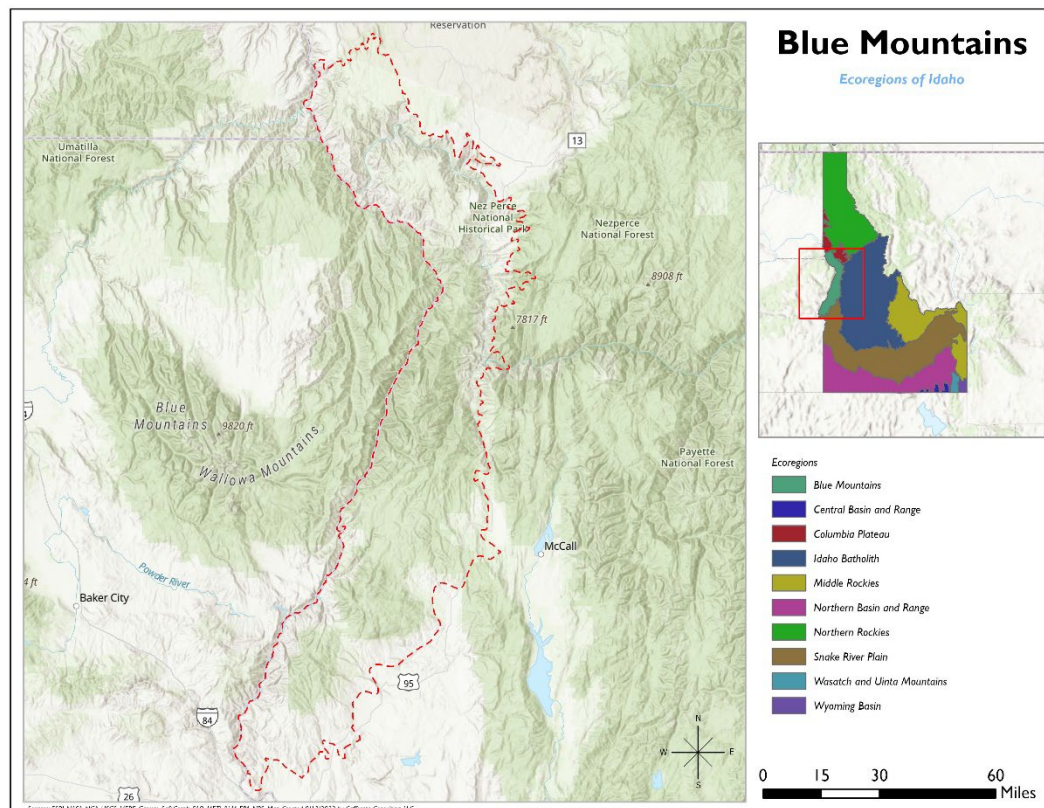 Reservation
Blue Mountains
Ecoregions of Idaho
13
Umatilla
National Forest
Nez Perce
National
Historical Park
Nezperce
National Forest
8908 ft
7817 ft
Blue
Mountains
9820 ft
Wallowa Mountains
Payette
National Forest
McCall
Powder River
4 ft
Baker City
95
84
26
N
W
E
S
Ecoregions
Blue Mountains
Central Basin and Range
Columbia Plateau
Idaho Batholith
Middle Rockies
Northern Basin and Range
Northern Rockies
Snake River Plain
Wasatch and Uinta Mountains
Wyoming Basin
0
15
30
60
Miles